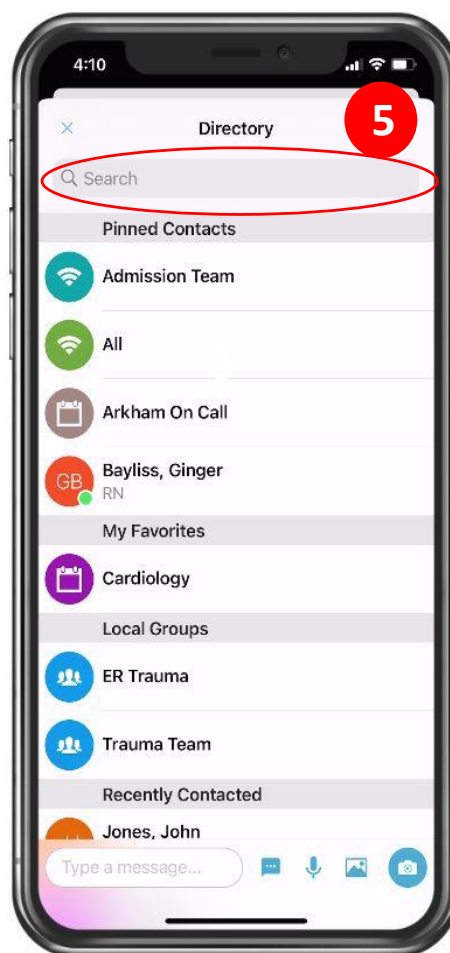 4:10
Directory
5
Search
Pinned Contacts
Admission Team
All
Arkham On Call
GB
Bayliss, Ginger
RN
My Favorites
Cardiology
Local Groups
ER Trauma
Trauma Team
Recently Contacted
Jones, John
Type a message...